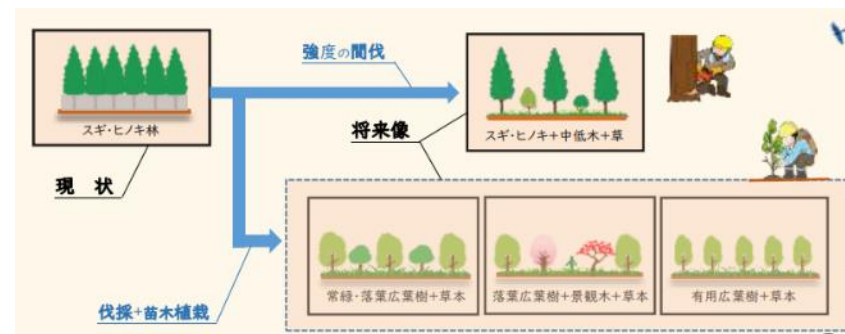 強度の間伐
スギ・ヒノキ林
スギ・ヒノキ+中低木+草
将来像
現 状
常緑・落葉広葉樹+草本
落葉広葉樹+景観木+草本
有用広葉樹+草本
伐採+苗木植栽